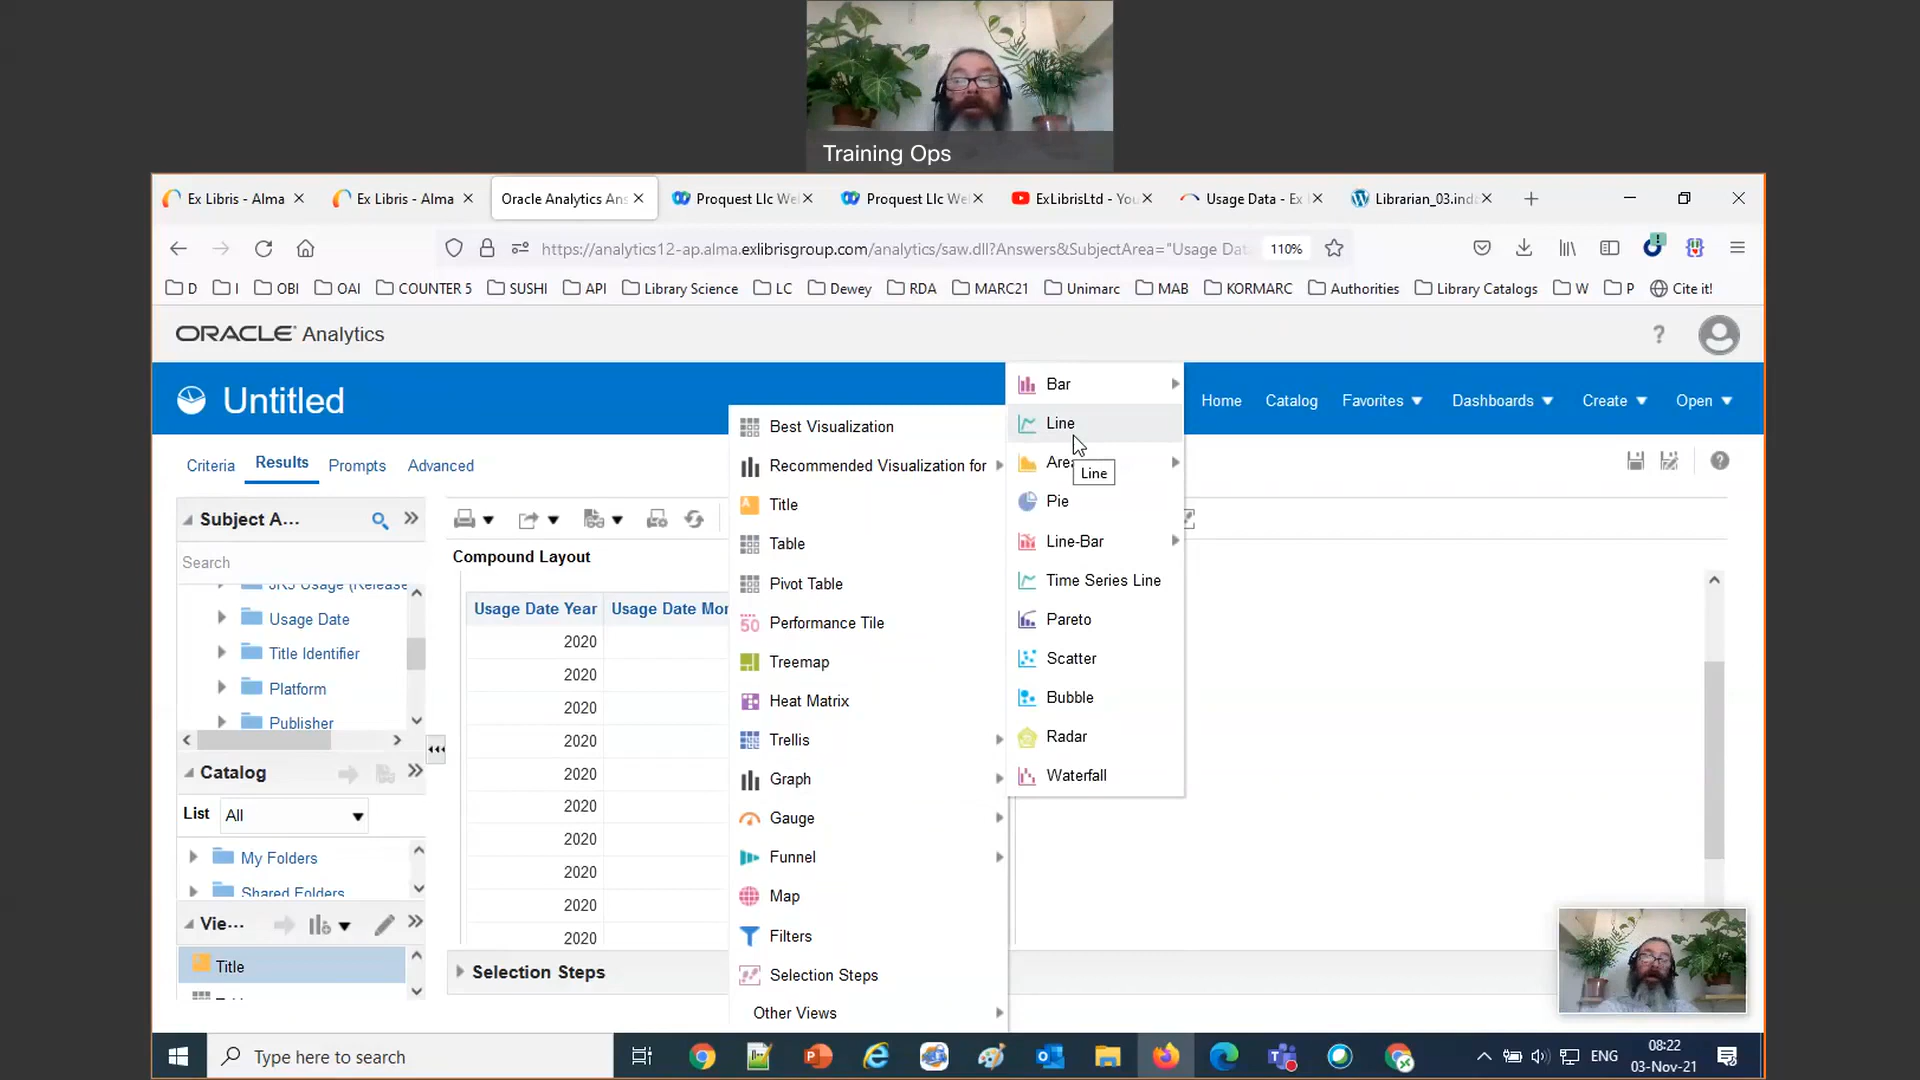 Training Ops
Ex Libris - Alma
Ex Libris - Alma
Oracle Analytics Ans
Proquest Llc We
Proquest Llc We
ExLibrisLtd - You
Usage Data - Ex
Librarian_03.ind
https://analytics12-ap.alma.exlibrisgroup.com/analytics/saw.dll?Answers&SubjectArea="Usage Da
110%
D
I
OBI
OAI
COUNTER 5
SUSHI
API
Library Science
LC
Dewey
RDA
MARC21
Unimarc
MAB
KORMARC
Authorities
Library Catalogs
W
P
Cite it!
ORACLE Analytics
Untitled
Home
Catalog
Favorites
Dashboards
Create
Open
Criteria
Results
Prompts
Advanced
Subject A...
Search
Usage Date
Title Identifier
Platform
Publisher
Catalog
List
All
My Folders
Shared Folders
Vie...
Title
Compound Layout
Usage Date Year
Usage Date Mon
2020
2020
2020
2020
2020
2020
2020
2020
2020
2020
Selection Steps
Best Visualization
Recommended Visualization for
Title
Table
Pivot Table
50
Performance Tile
Treemap
Heat Matrix
Trellis
Graph
Gauge
Funnel
Map
Filters
Selection Steps
Other Views
Bar
Line
Area
Line
Pie
Line-Bar
Time Series Line
Pareto
Scatter
Bubble
Radar
Waterfall
Type here to search
ENG
08:22
03-Nov-21